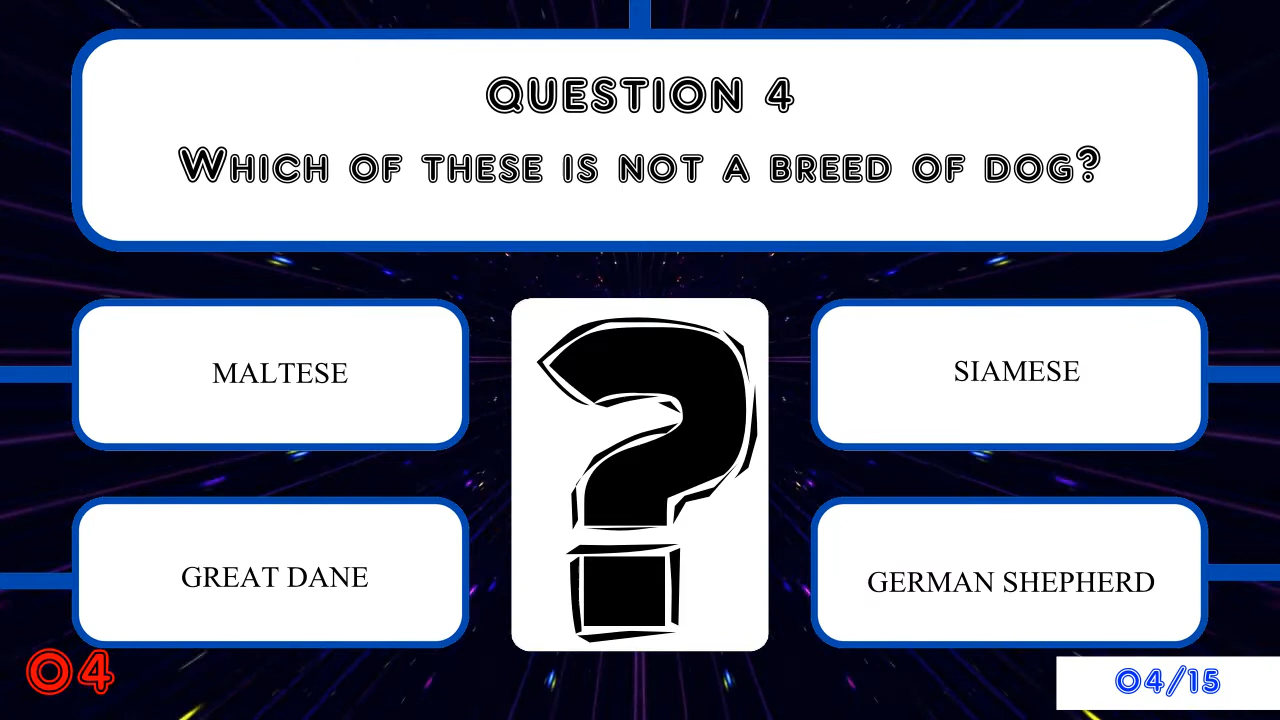 QUESTION 4
WHICH OF THESE IS NOT A BREED OF DOG?
MALTESE
SIAMESE
GREAT DANE
GERMAN SHEPHERD
04
04/15